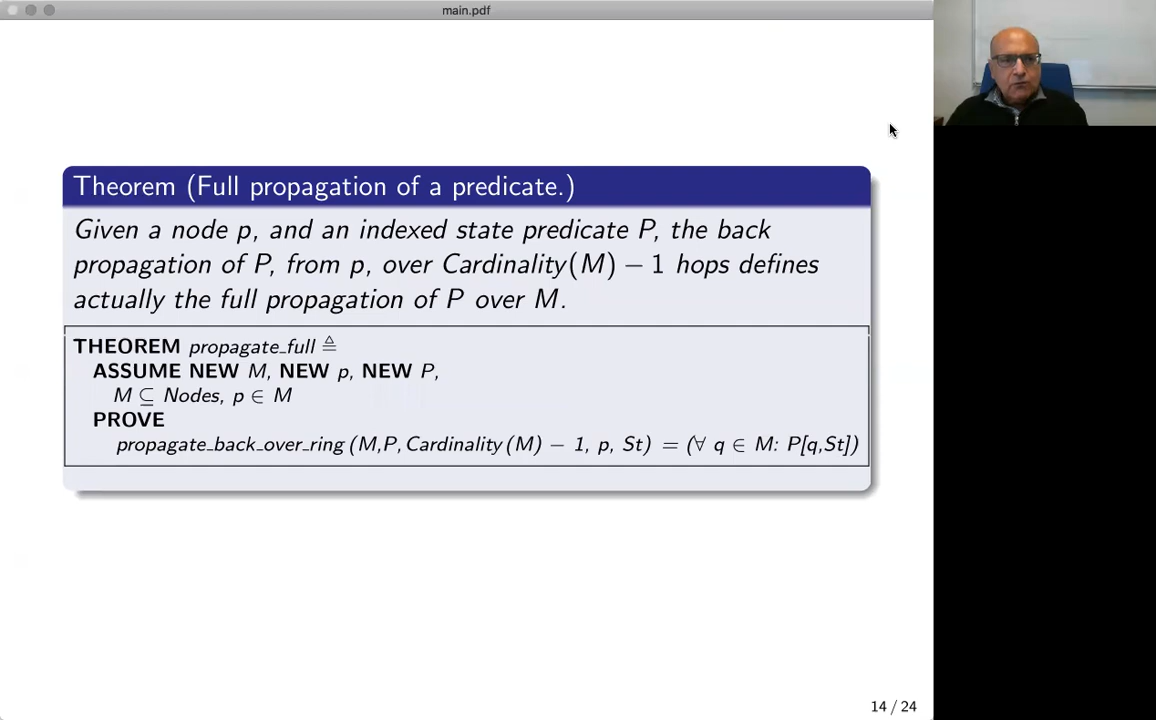 main.pdf
Theorem (Full propagation of a predicate.)
Given a node p, and an indexed state predicate P, the back
propagation of P, from p, over Cardinality(M) − 1 hops defines
actually the full propagation of P over M.
THEOREM propagate_full ≜
ASSUME NEW M, NEW p, NEW P,
M ⊆ Nodes, p ∈ M
PROVE
propagate_back_over_ring (M,P, Cardinality(M) − 1, p, St) = (∀ q ∈ M: P[q,St])
14 / 24